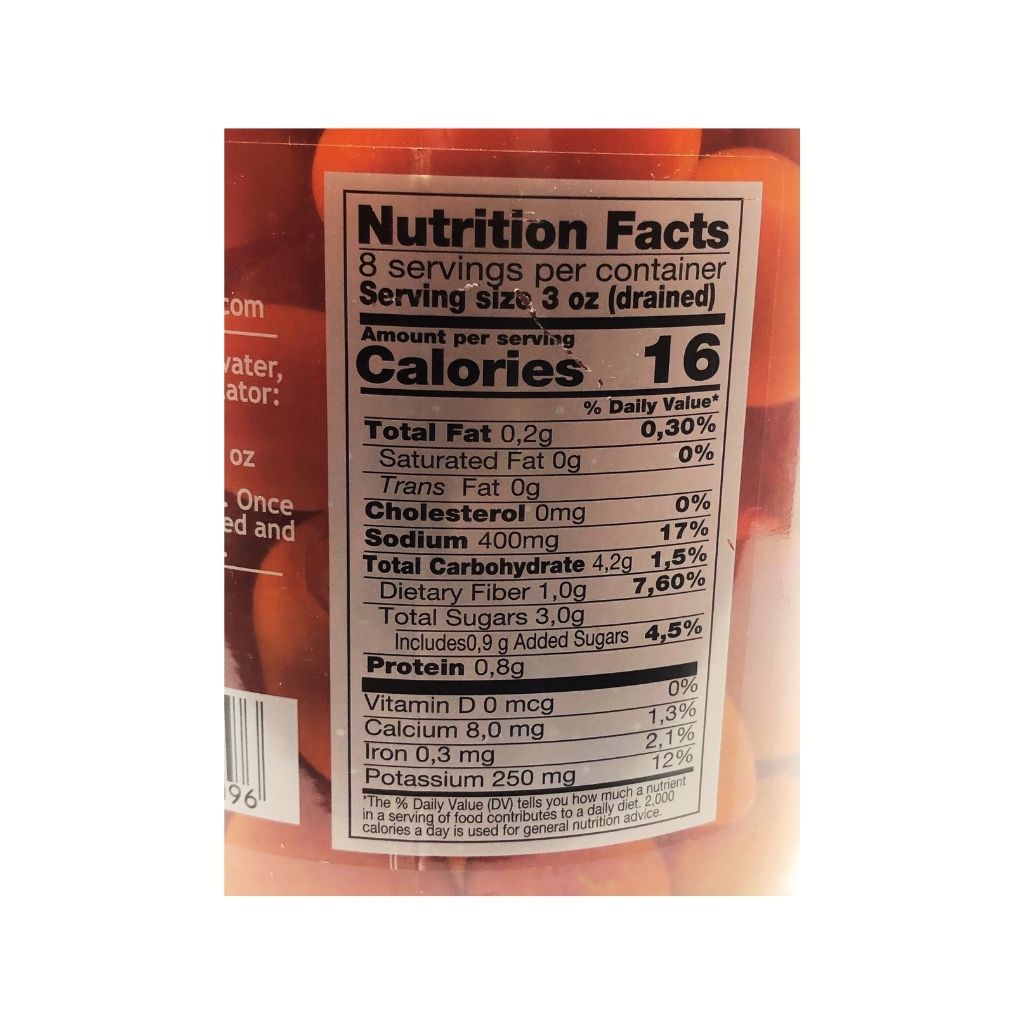 com
water,
ator:
oz
. Once
ed and
.
96
Nutrition Facts
8 servings per container
Serving size 3 oz (drained)
Amount per serving
Calories 16
% Daily Value*
Total Fat 0,2g 0,30%
Saturated Fat 0g 0%
Trans Fat 0g
Cholesterol 0mg 0%
Sodium 400mg 17%
Total Carbohydrate 4,2g 1,5%
Dietary Fiber 1,0g 7,60%
Total Sugars 3,0g
Includes0,9 g Added Sugars 4,5%
Protein 0,8g
Vitamin D 0 mcg 0%
Calcium 8,0 mg 1,3%
Iron 0,3 mg 2,1%
Potassium 250 mg 12%
*The % Daily Value (DV) tells you how much a nutrient
in a serving of food contributes to a daily diet. 2,000
calories a day is used for general nutrition advice.